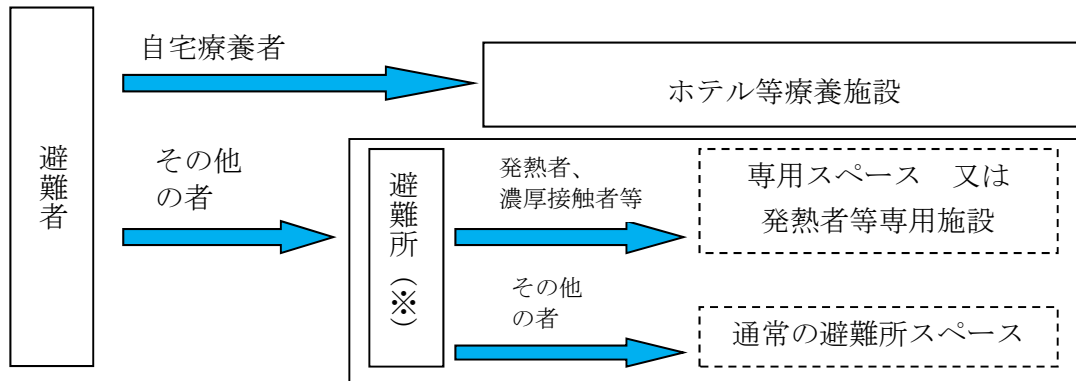 避難者
自宅療養者
ホテル等療養施設
その他
の者
避難所(※)
発熱者、
濃厚接触者等
専用スペース　又は
発熱者等専用施設
その他
の者
通常の避難所スペース